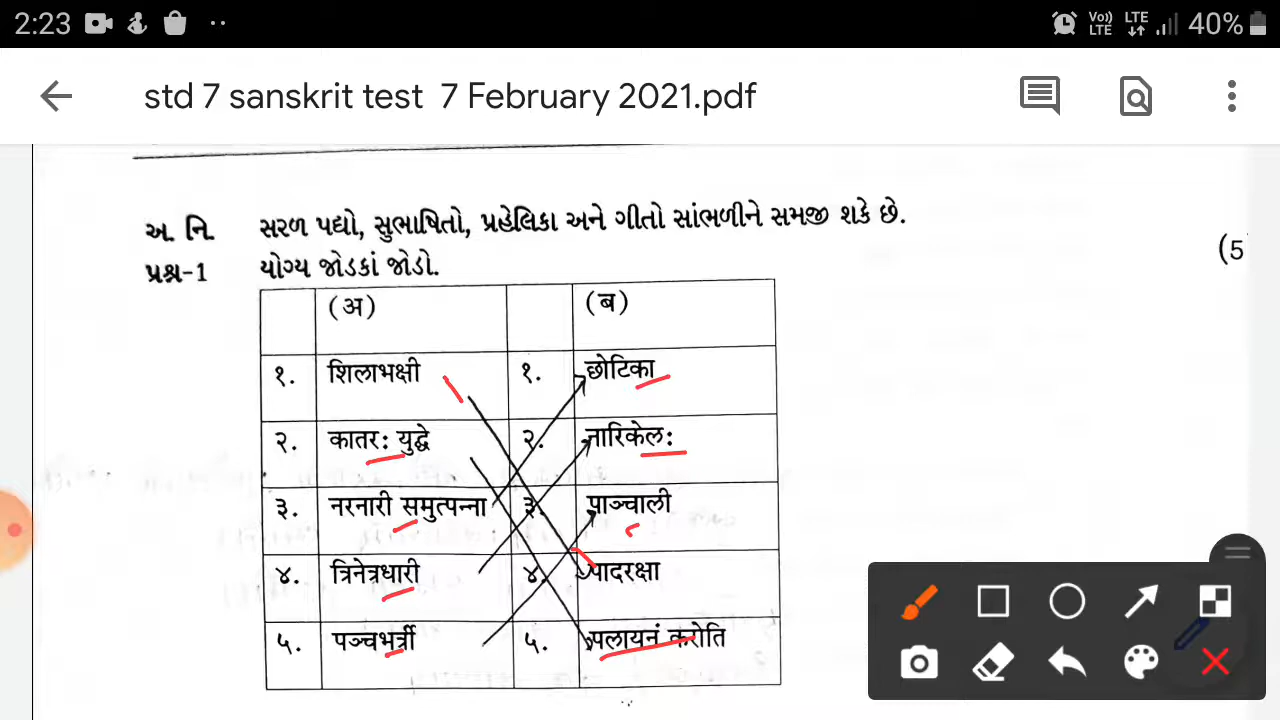 2:23 Vo)) LTE LTE 40%
std 7 sanskrit test 7 February 2021.pdf
અ. નિ. સરળ પદ્યો, સુભાષિતો, પ્રહેલિકા અને ગીતો સાંભળીને સમજી શકે છે.
પ્રશ્ન-1 યોગ્ય જોડકાં જોડો. (5
(अ) (ब)
१. शिलाभक्षी १. छोटिका
२. कातरः युद्धे २. नारिकेलः
३. नरनारी समुत्पन्ना ३. पाञ्चाली
४. त्रिनेत्रधारी ४. पादरक्षा
५. पञ्चभर्त्री ५. पलायनं करोति